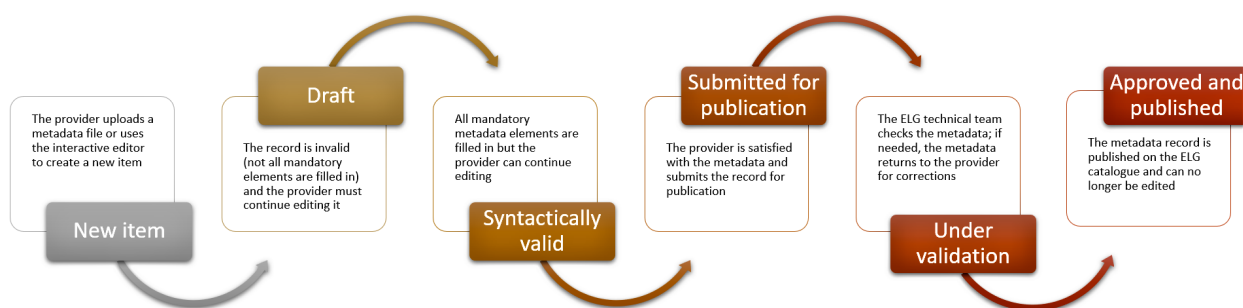 The provider uploads a
metadata file or uses
the interactive editor
to create a new item
New item
Draft
The record is invalid
(not all mandatory
elements are filled in)
and the provider must
continue editing it
All mandatory
metadata elements are
filled in but the
provider can continue
editing
Syntactically
valid
Submitted for
publication
The provider is satisfied
with the metadata and
submits the record for
publication
The ELG technical team
checks the metadata; if
needed, the metadata
returns to the provider
for corrections
Under
validation
Approved and
published
The metadata record is
published on the ELG
catalogue and can no
longer be edited